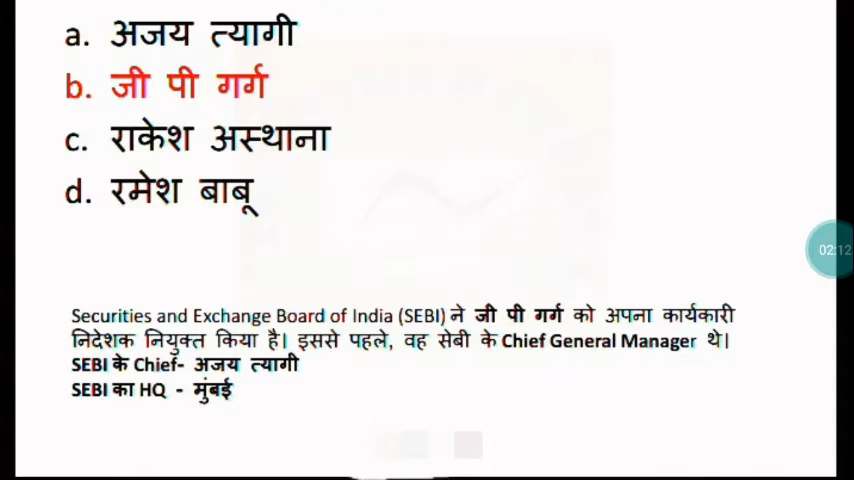 a. अजय त्यागी
b. जी पी गर्ग
c. राकेश अस्थाना
d. रमेश बाबू
02:12
Securities and Exchange Board of India (SEBI) ने जी पी गर्ग को अपना कार्यकारी
निदेशक नियुक्त किया है। इससे पहले, वह सेबी के Chief General Manager थे।
SEBI के Chief- अजय त्यागी
SEBI का HQ - मुंबई